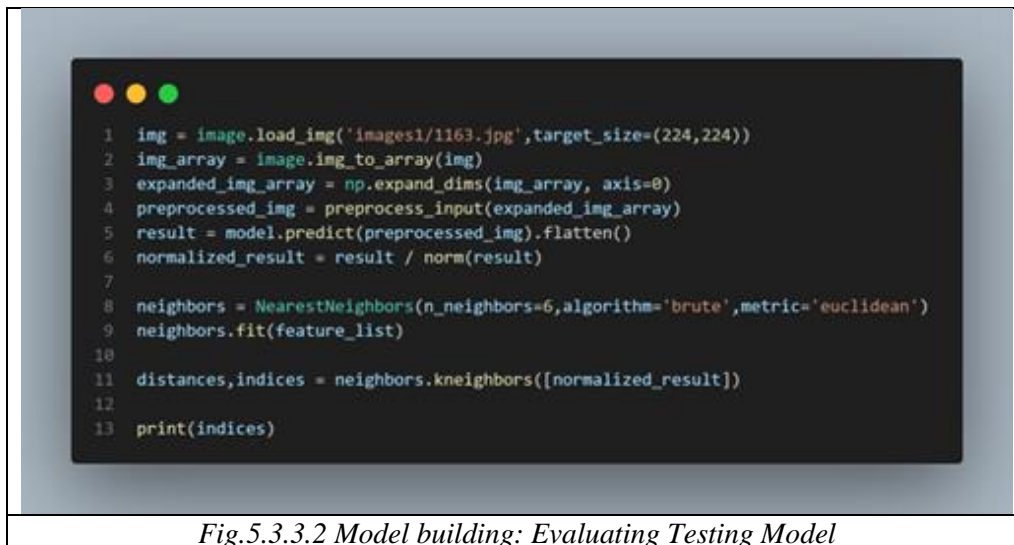 1 img = image.load_img('images1/1163.jpg',target_size=(224,224))
2 img_array = image.img_to_array(img)
3 expanded_img_array = np.expand_dims(img_array, axis=0)
4 preprocessed_img = preprocess_input(expanded_img_array)
5 result = model.predict(preprocessed_img).flatten()
6 normalized_result = result / norm(result)
7
8 neighbors = NearestNeighbors(n_neighbors=6,algorithm='brute',metric='euclidean')
9 neighbors.fit(feature_list)
10
11 distances,indices = neighbors.kneighbors([normalized_result])
12
13 print(indices)
Fig.5.3.3.2 Model building: Evaluating Testing Model